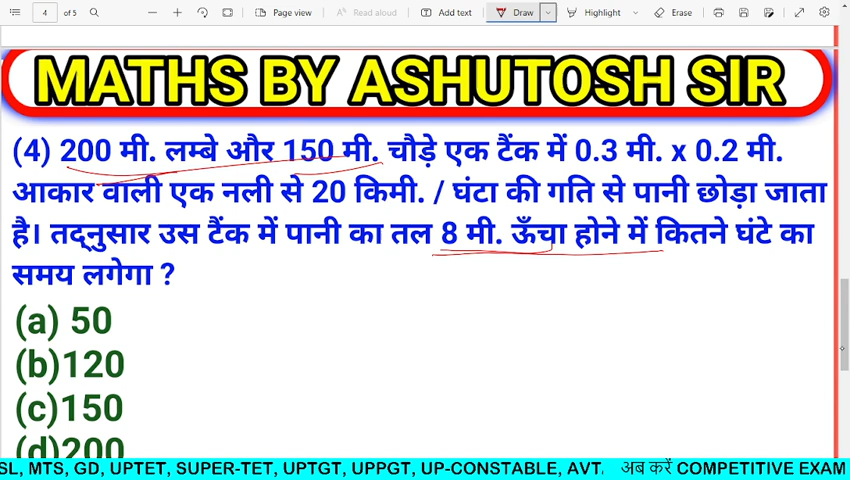 4 of 5 Page view Read aloud Add text Draw Highlight Erase
MATHS BY ASHUTOSH SIR
(4) 200 मी. लम्बे और 150 मी. चौड़े एक टैंक में 0.3 मी. x 0.2 मी.
आकार वाली एक नली से 20 किमी. / घंटा की गति से पानी छोड़ा जाता
है। तद्नुसार उस टैंक में पानी का तल 8 मी. ऊँचा होने में कितने घंटे का
समय लगेगा ?
(a) 50
(b)120
(c)150
(d)200
SL, MTS, GD, UPTET, SUPER-TET, UPTGT, UPPGT, UP-CONSTABLE, AVT. अब करें COMPETITIVE EXAM